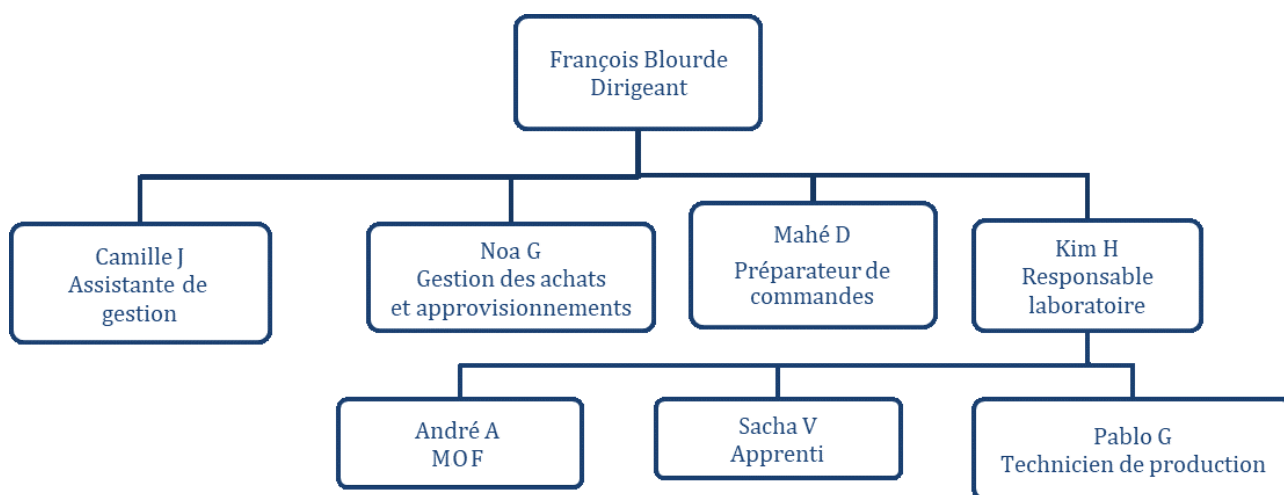 François Blourde
Dirigeant
Camille J
Assistante de
gestion
Noa G
Gestion des achats
et approvisionnements
Mahé D
Préparateur de
commandes
Kim H
Responsable
laboratoire
André A
MOF
Sacha V
Apprenti
Pablo G
Technicien de production